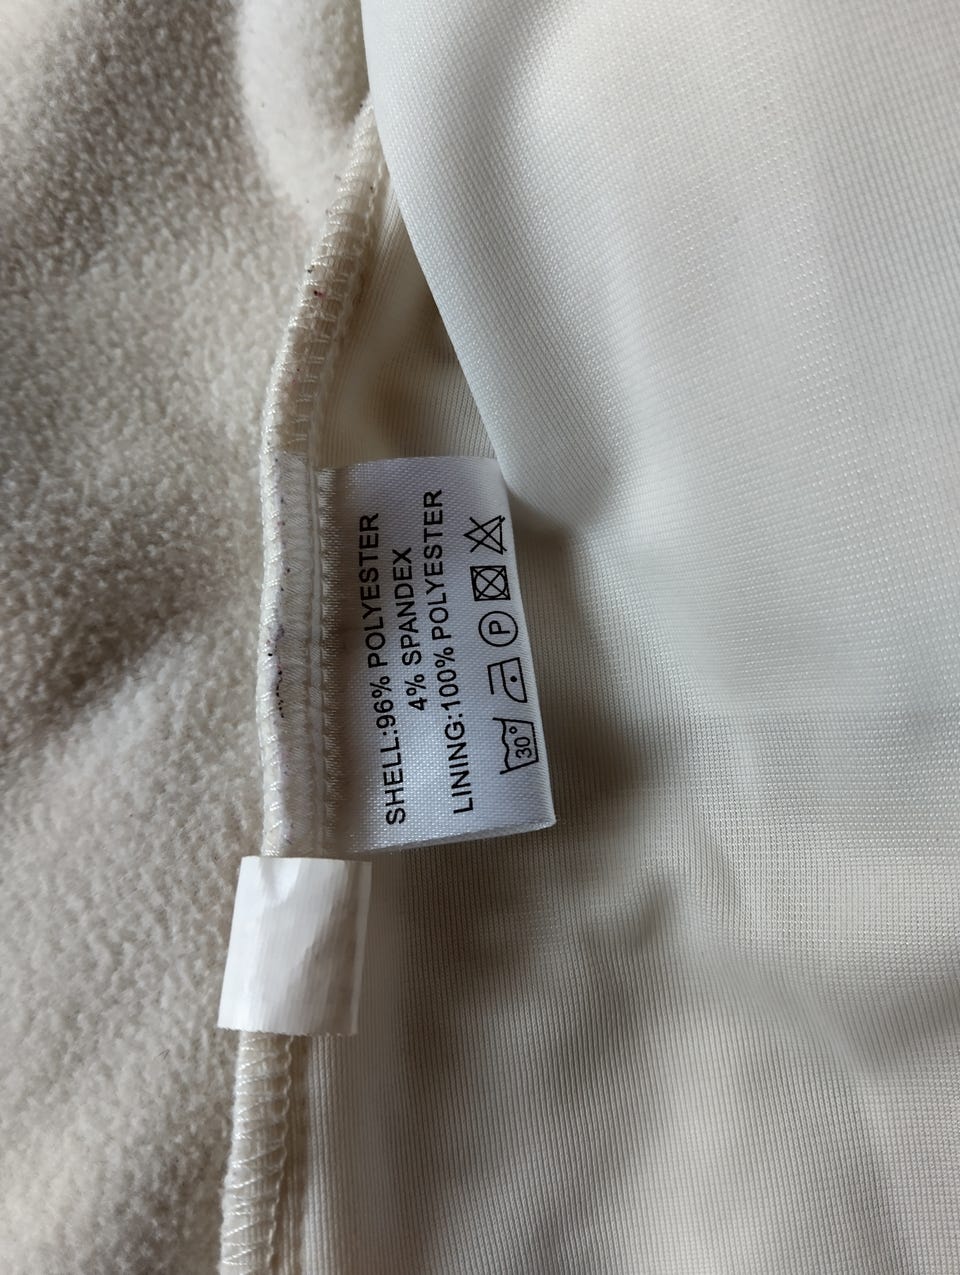 SHELL:96% POLYESTER
4% SPANDEX
LINING:100% POLYESTER
30° P